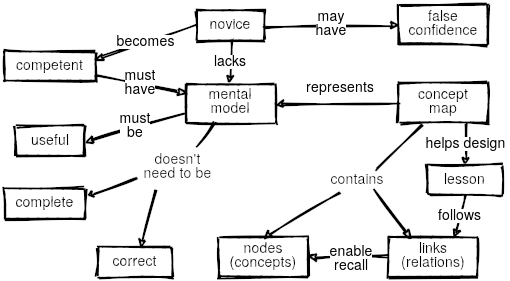 novice
may
have
false
confidence
becomes
lacks
competent
must
have
mental
model
represents
concept
map
must
be
useful
helps design
doesn't
need to be
contains
lesson
complete
follows
correct
nodes
(concepts)
enable
recall
links
(relations)